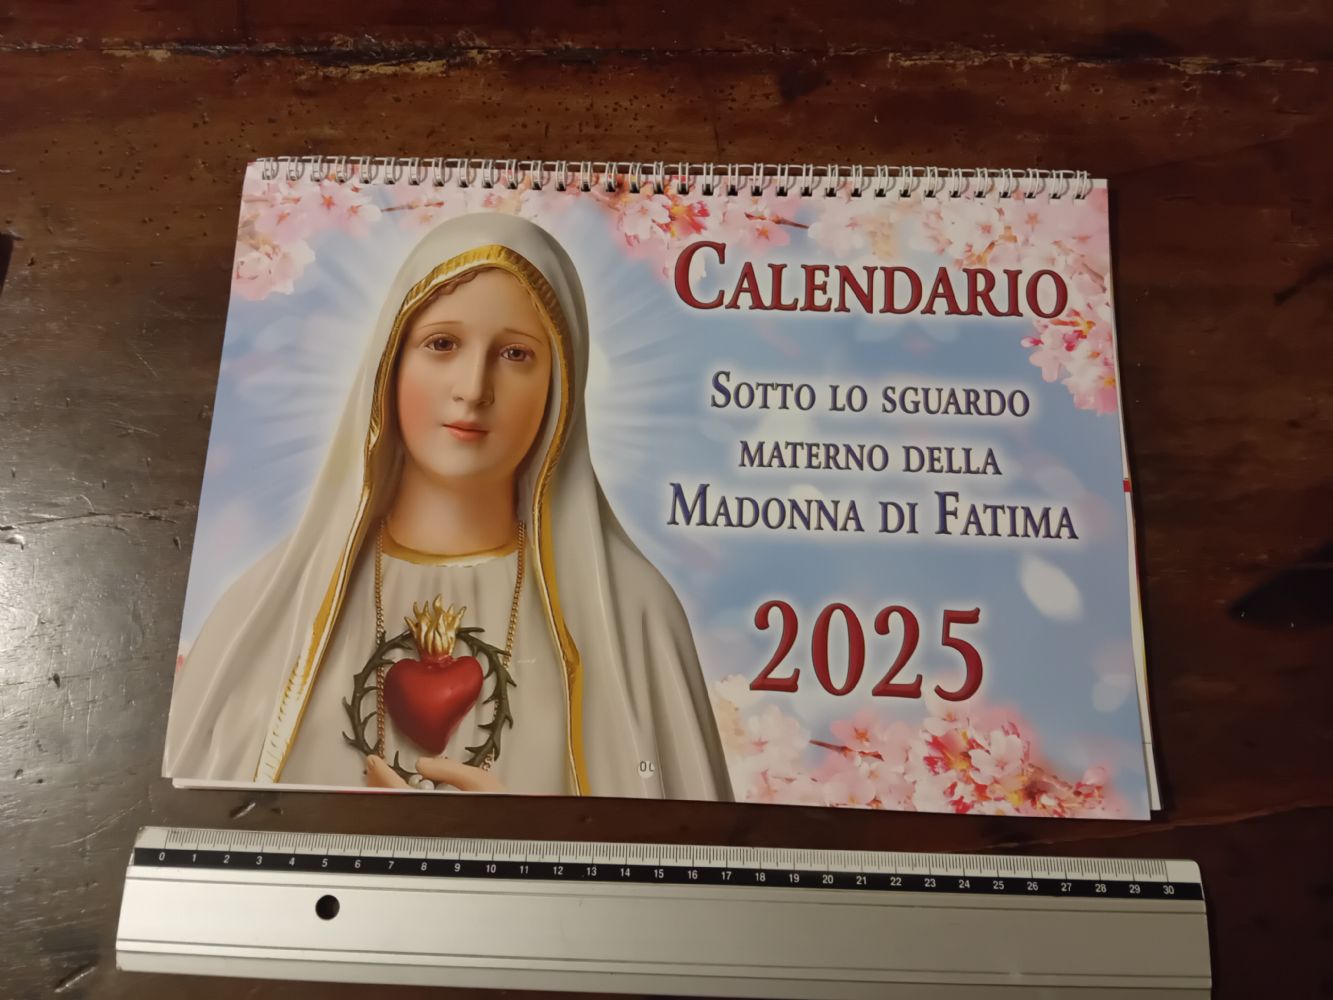 CALENDARIO
SOTTO LO SGUARDO
MATERNO DELLA
MADONNA DI FATIMA
2025
OL
0 1 2 3 4 5 6 7 8 9 10 11 12 13 14 15 16 17 18 19 20 21 22 23 24 25 26 27 28 29 30